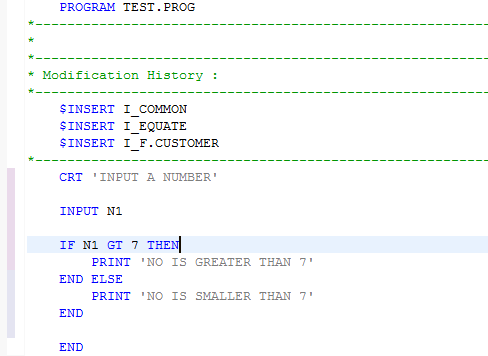 PROGRAM TEST.PROG
*----------------------------------------------------------
*
*----------------------------------------------------------
* Modification History :
*----------------------------------------------------------
$INSERT I_COMMON
$INSERT I_EQUATE
$INSERT I_F.CUSTOMER
*----------------------------------------------------------
CRT 'INPUT A NUMBER'
INPUT N1
IF N1 GT 7 THEN
PRINT 'NO IS GREATER THAN 7'
END ELSE
PRINT 'NO IS SMALLER THAN 7'
END
END